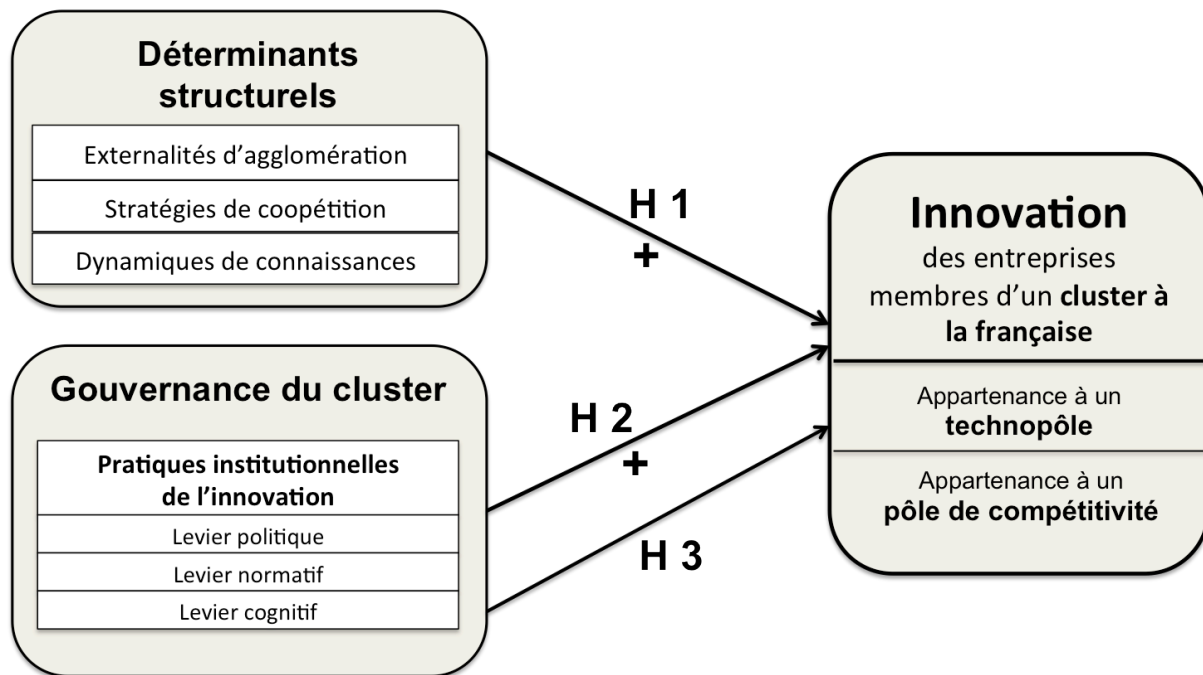 Déterminants
structurels
Externalités d’agglomération
Stratégies de coopétition
Dynamiques de connaissances
H 1
+
Gouvernance du cluster
Pratiques institutionnelles
de l’innovation
Levier politique
Levier normatif
Levier cognitif
H 2
+
H 3
Innovation
des entreprises
membres d’un cluster à
la française
Appartenance à un
technopôle
Appartenance à un
pôle de compétitivité